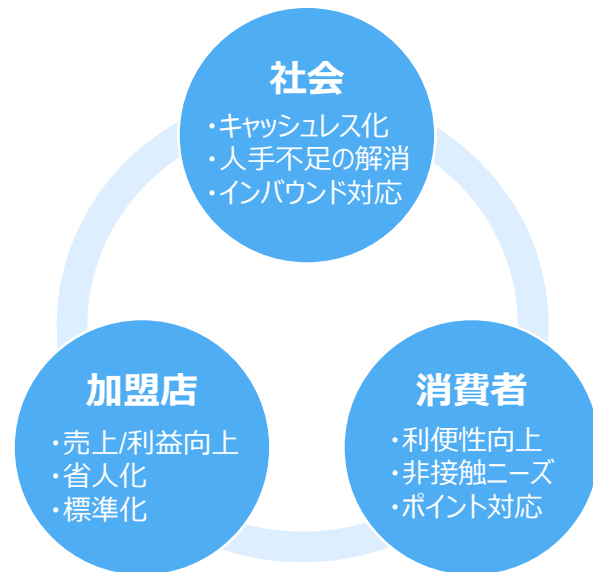 社会
・キャッシュレス化
・人手不足の解消
・インバウンド対応
加盟店
・売上/利益向上
・省人化
・標準化
消費者
・利便性向上
・非接触ニーズ
・ポイント対応